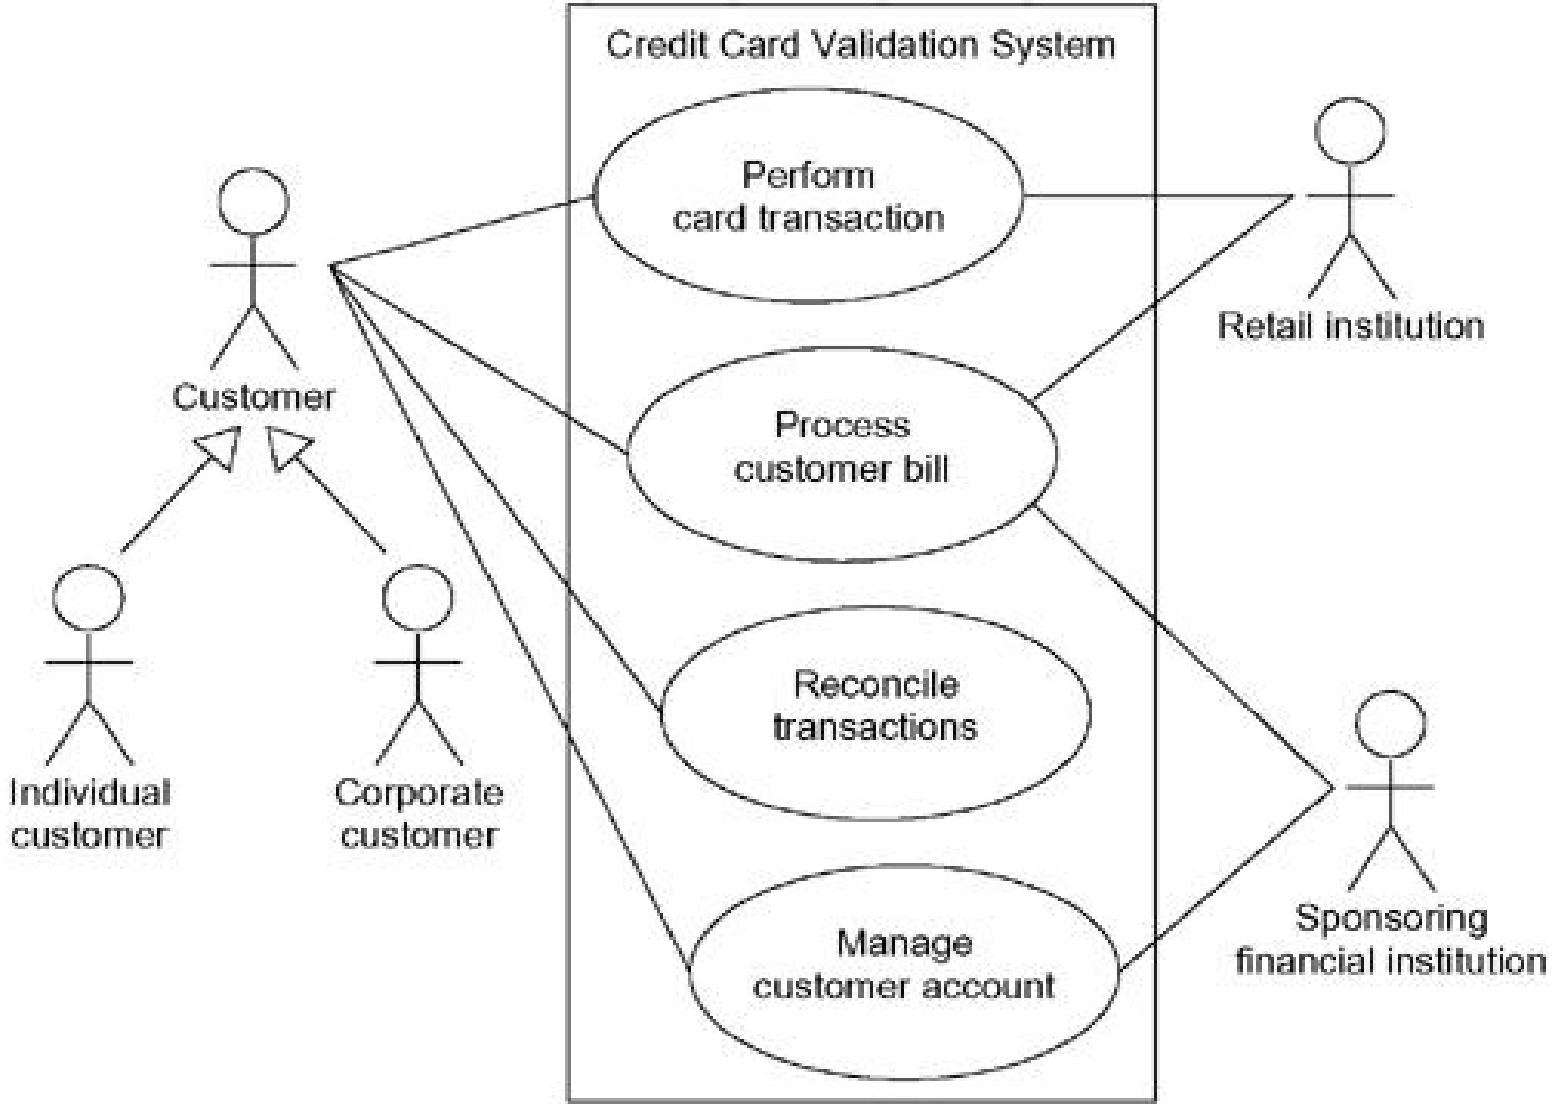 Credit Card Validation System
Perform
card transaction
Retail institution
Customer
Process
customer bill
Reconcile
transactions
Individual
customer
Corporate
customer
Manage
customer account
Sponsoring
financial institution